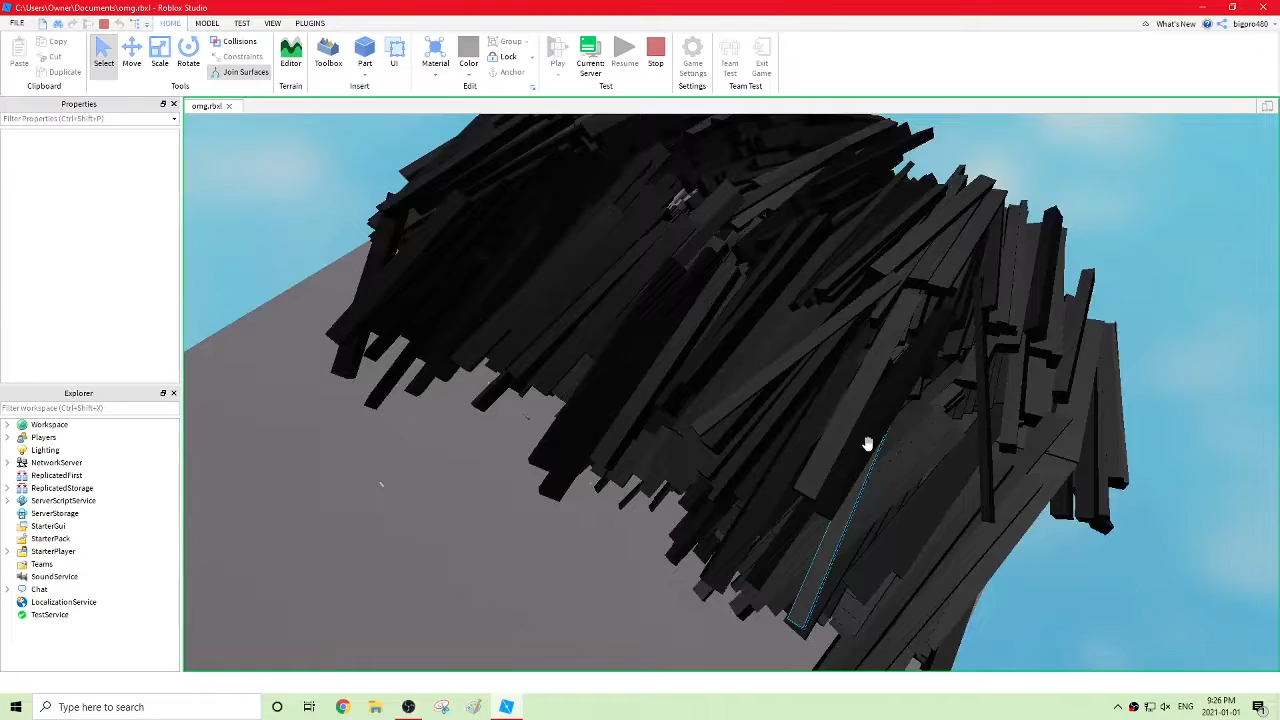 C:\Users\Owner\Documents\omg.rbxl - Roblox Studio
FILE HOME MODEL TEST VIEW PLUGINS What's New bigpro480
Paste Copy Cut Duplicate
Select Move Scale Rotate Collisions Constraints Join Surfaces
Editor Toolbox Part UI Material Color Group Lock Anchor
Play Current: Server Resume Stop Game Settings Team Test Exit Game
Clipboard Tools Terrain Insert Edit Test Settings Team Test
Properties
omg.rbxl
Filter Properties (Ctrl+Shift+P)
Explorer
Filter workspace (Ctrl+Shift+X)
Workspace
Players
Lighting
NetworkServer
ReplicatedFirst
ReplicatedStorage
ServerScriptService
ServerStorage
StarterGui
StarterPack
StarterPlayer
Teams
SoundService
Chat
LocalizationService
TestService
Type here to search
ENG
9:26 PM
2021-01-01
1